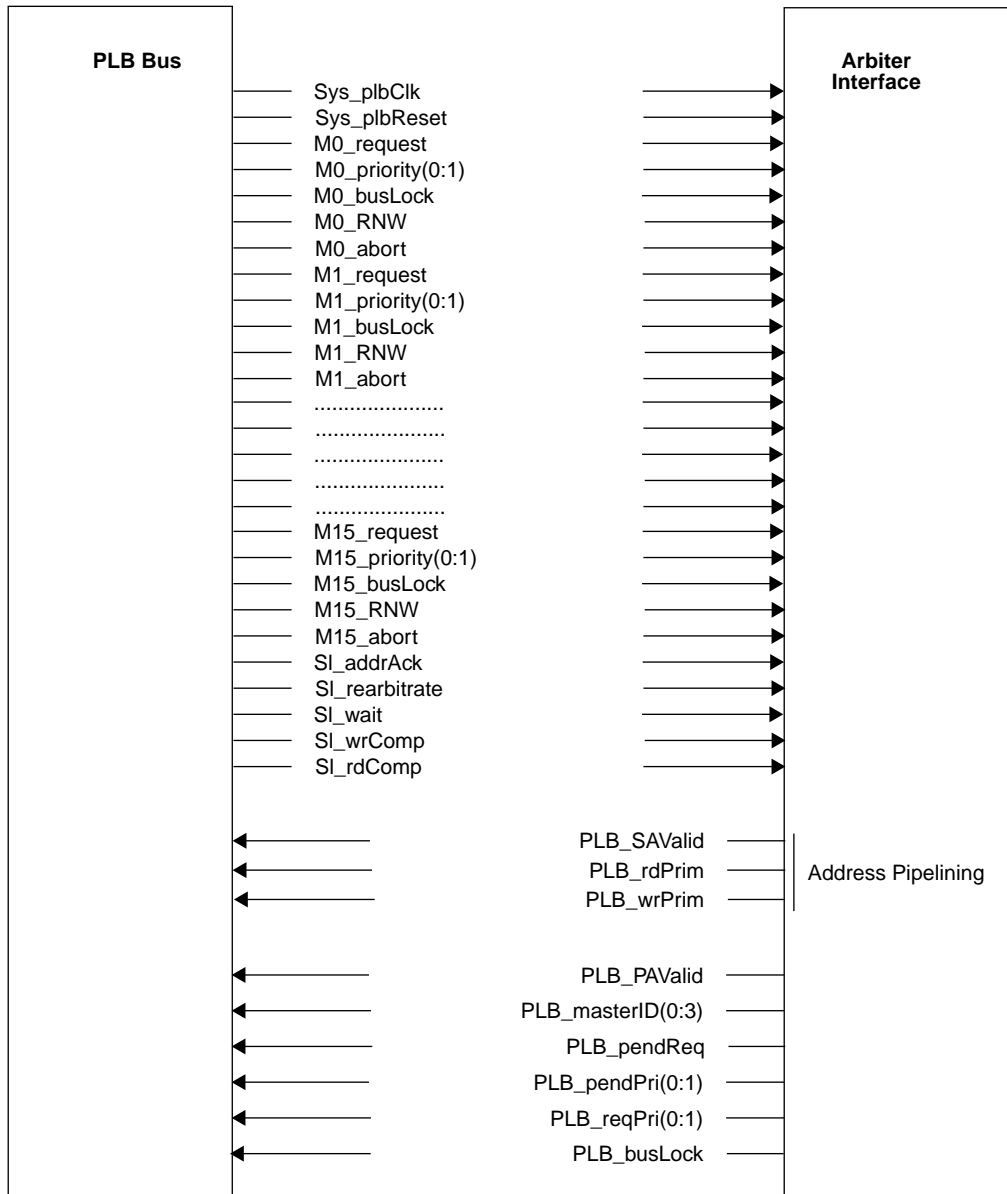 PLB Bus
Arbiter
Interface
Sys_plbClk
Sys_plbReset
M0_request
M0_priority(0:1)
M0_busLock
M0_RNW
M0_abort
M1_request
M1_priority(0:1)
M1_busLock
M1_RNW
M1_abort
......................
......................
......................
......................
......................
M15_request
M15_priority(0:1)
M15_busLock
M15_RNW
M15_abort
Sl_addrAck
Sl_rearbitrate
Sl_wait
Sl_wrComp
Sl_rdComp
PLB_SAValid
PLB_rdPrim
Address Pipelining
PLB_wrPrim
PLB_PAValid
PLB_masterID(0:3)
PLB_pendReq
PLB_pendPri(0:1)
PLB_reqPri(0:1)
PLB_busLock